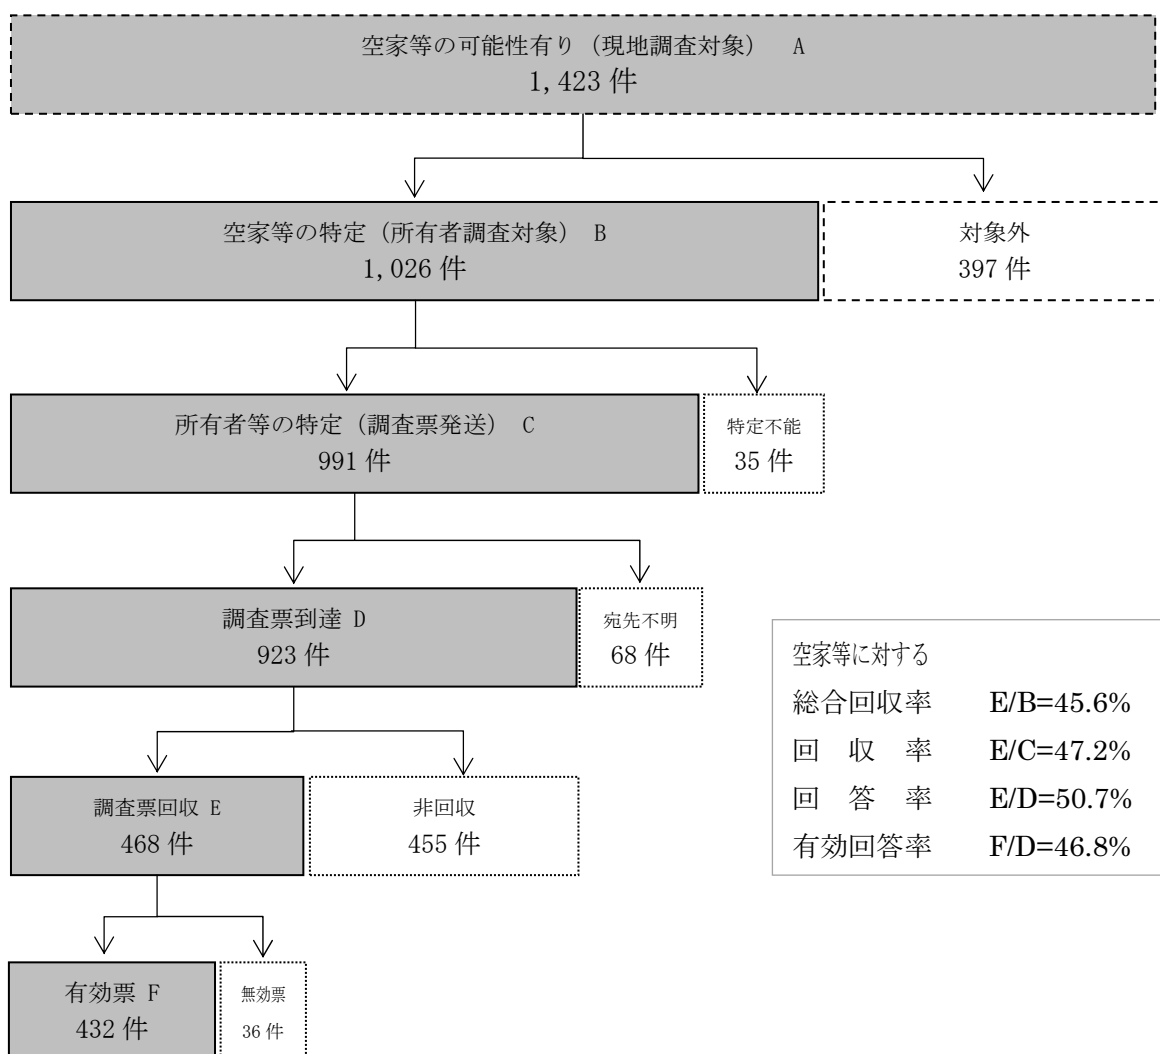 空家等の可能性有り（現地調査対象） A
1,423 件
空家等の特定（所有者調査対象） B
1,026 件
対象外
397 件
所有者等の特定（調査票発送） C
991 件
特定不能
35 件
調査票到達 D
923 件
宛先不明
68 件
空家等に対する
総合回収率 E/B=45.6%
回 収 率 E/C=47.2%
回 答 率 E/D=50.7%
有効回答率 F/D=46.8%
調査票回収 E
468 件
非回収
455 件
有効票 F
432 件
無効票
36 件